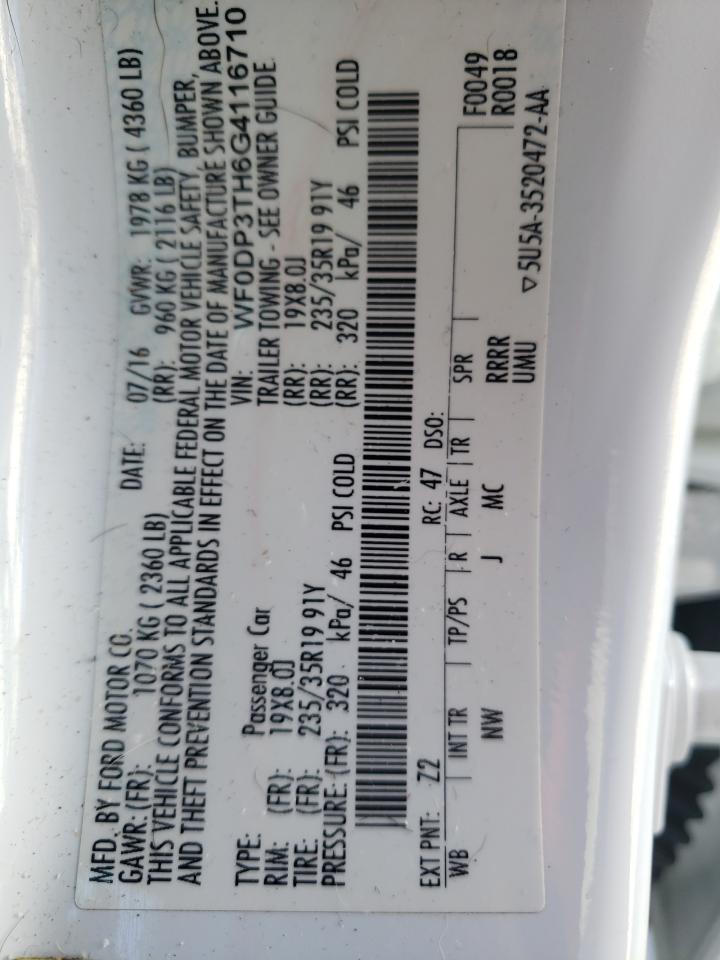 MFD. BY FORD MOTOR CO. DATE: 07/16 GVWR: 1978 KG ( 4360 LB)
GAWR: (FR): 1070 KG ( 2360 LB) (RR): 960 KG ( 2116 LB)
THIS VEHICLE CONFORMS TO ALL APPLICABLE FEDERAL MOTOR VEHICLE SAFETY, BUMPER,
AND THEFT PREVENTION STANDARDS IN EFFECT ON THE DATE OF MANUFACTURE SHOWN ABOVE.
VIN: WF0DP3TH6G4116710
TYPE: Passenger Car TRAILER TOWING - SEE OWNER GUIDE
RIM: (FR): 19X8.0J (RR): 19X8.0J
TIRE: (FR): 235/35R19 91Y (RR): 235/35R19 91Y
PRESSURE: (FR): 320 kPa/ 46 PSI COLD (RR): 320 kPa/ 46 PSI COLD
EXT PNT: Z2 RC: 47 DSO: F0049
WB INT TR TP/PS R AXLE TR SPR R0018
NW J MC RRRR
UMU ▽5U5A-3520472-AA